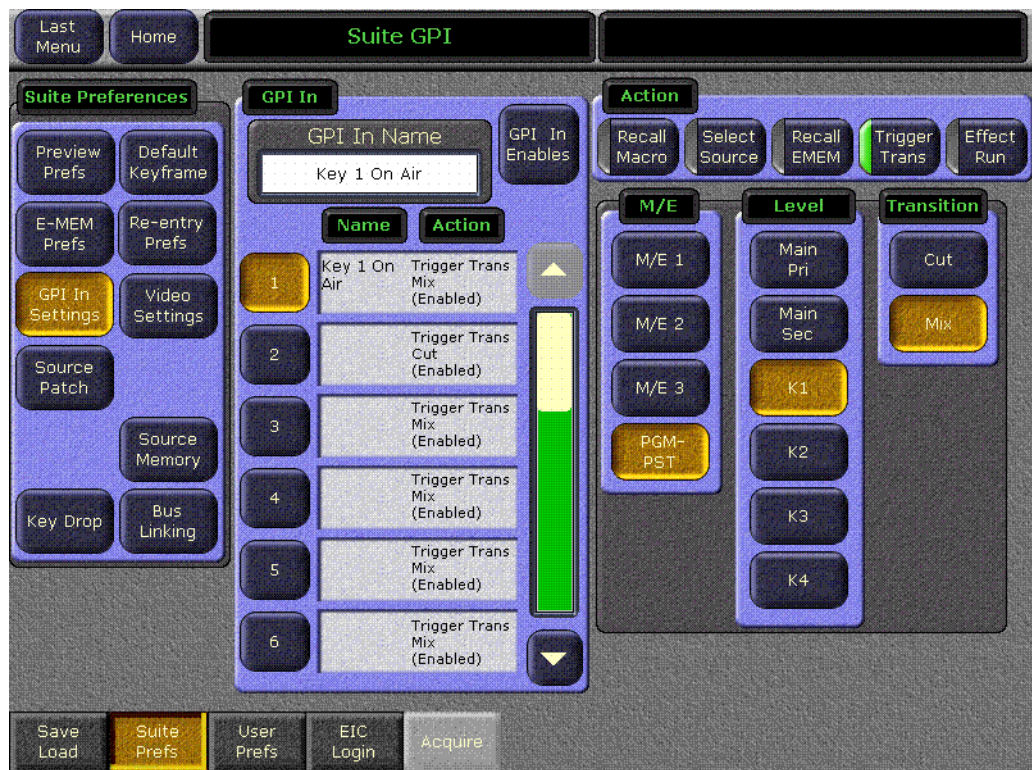 Last
Menu
Home
Suite GPI
Suite Preferences
Preview
Prefs
Default
Keyframe
E-MEM
Prefs
Re-entry
Prefs
GPI In
Settings
Video
Settings
Source
Patch
Source
Memory
Key Drop
Bus
Linking
GPI In
GPI In Name
Key 1 On Air
GPI In
Enables
Name
Action
1
Key 1 On
Air
Trigger Trans
Mix
(Enabled)
2
Trigger Trans
Cut
(Enabled)
3
Trigger Trans
Mix
(Enabled)
4
Trigger Trans
Mix
(Enabled)
5
Trigger Trans
Mix
(Enabled)
6
Trigger Trans
Mix
(Enabled)
Action
Recall
Macro
Select
Source
Recall
EMEM
Trigger
Trans
Effect
Run
M/E
M/E 1
M/E 2
M/E 3
PGM-
PST
Level
Main
Pri
Main
Sec
K1
K2
K3
K4
Transition
Cut
Mix
Save
Load
Suite
Prefs
User
Prefs
EIC
Login
Acquire